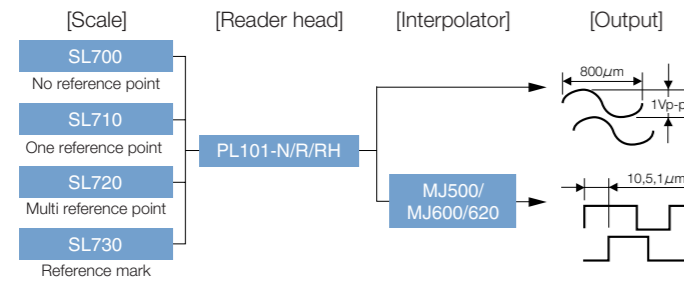 [Scale] [Reader head] [Interpolator] [Output]
SL700
No reference point
SL710
One reference point
SL720
Multi reference point
SL730
Reference mark
PL101-N/R/RH
MJ500/
MJ600/620
800μm
1Vp-p
10,5,1μm